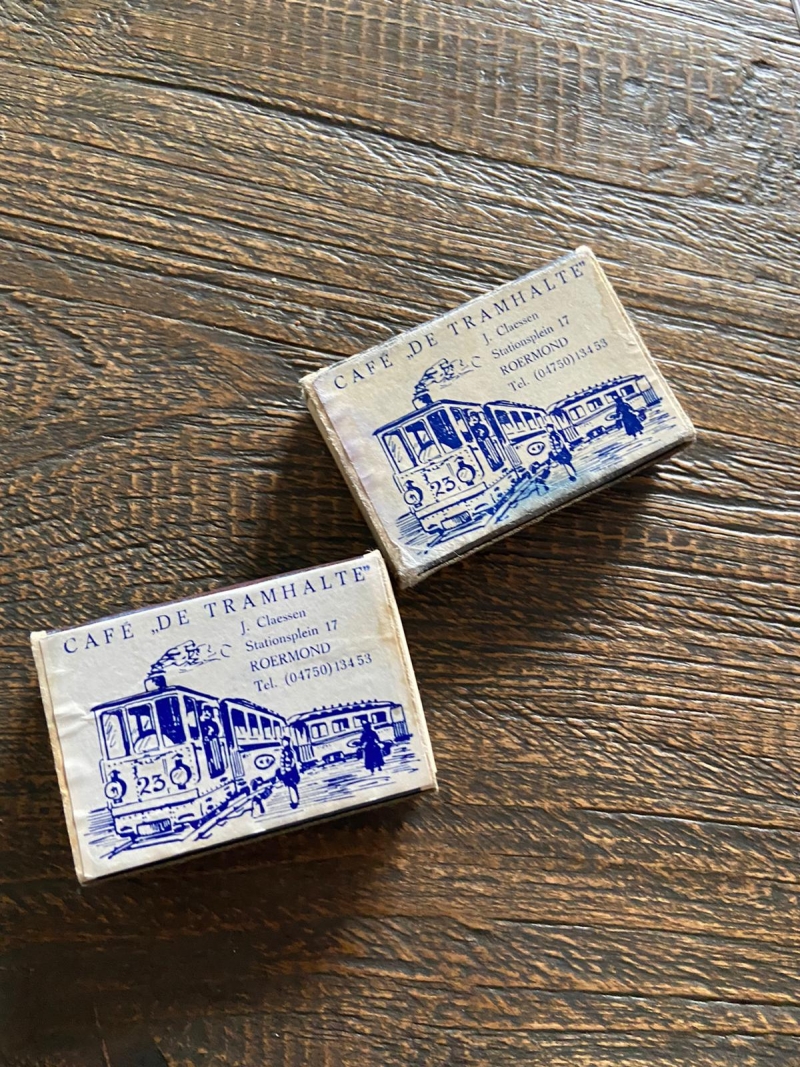 CAFÉ „DE TRAMHALTE”
J. Claessen
Stationsplein 17
ROERMOND
Tel. (04750) 134 53
23
CAFÉ „DE TRAMHALTE”
J. Claessen
Stationsplein 17
ROERMOND
Tel. (04750) 134 53
23